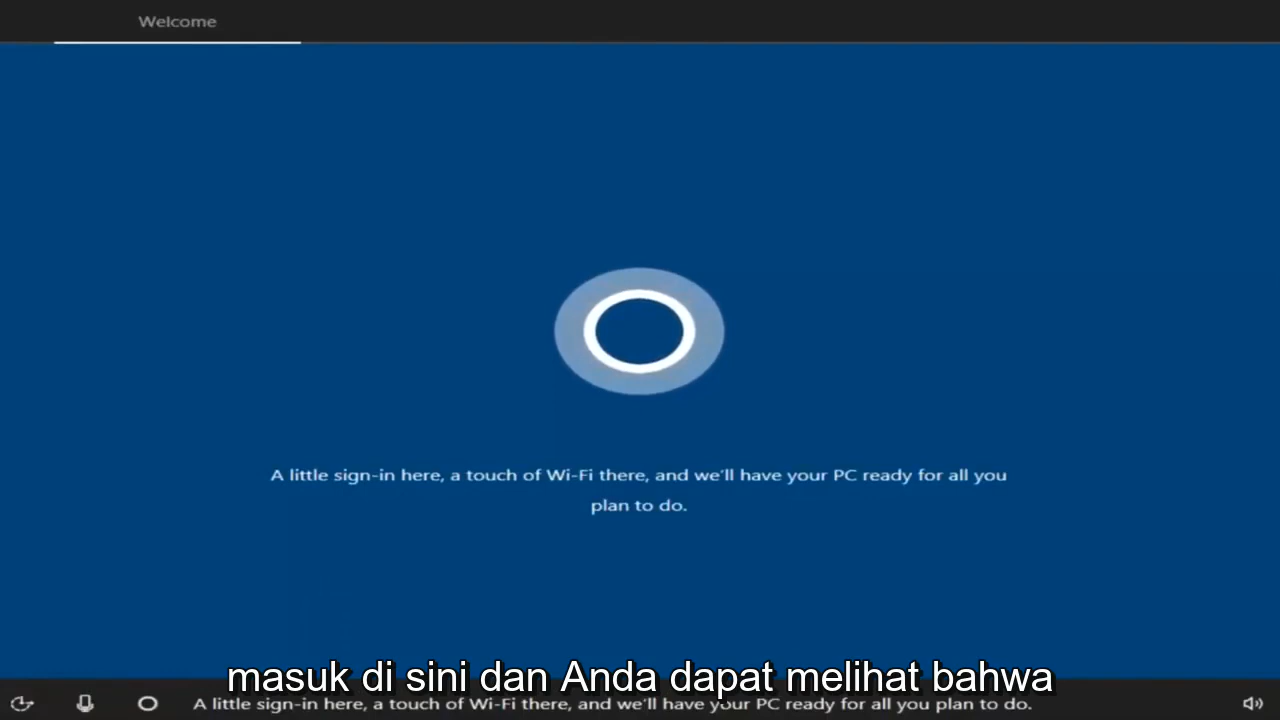 Welcome
A little sign-in here, a touch of Wi-Fi there, and we'll have your PC ready for all you
plan to do.
masuk di sini dan Anda dapat melihat bahwa
A little sign-in here, a touch of Wi-Fi there, and we'll have your PC ready for all you plan to do.